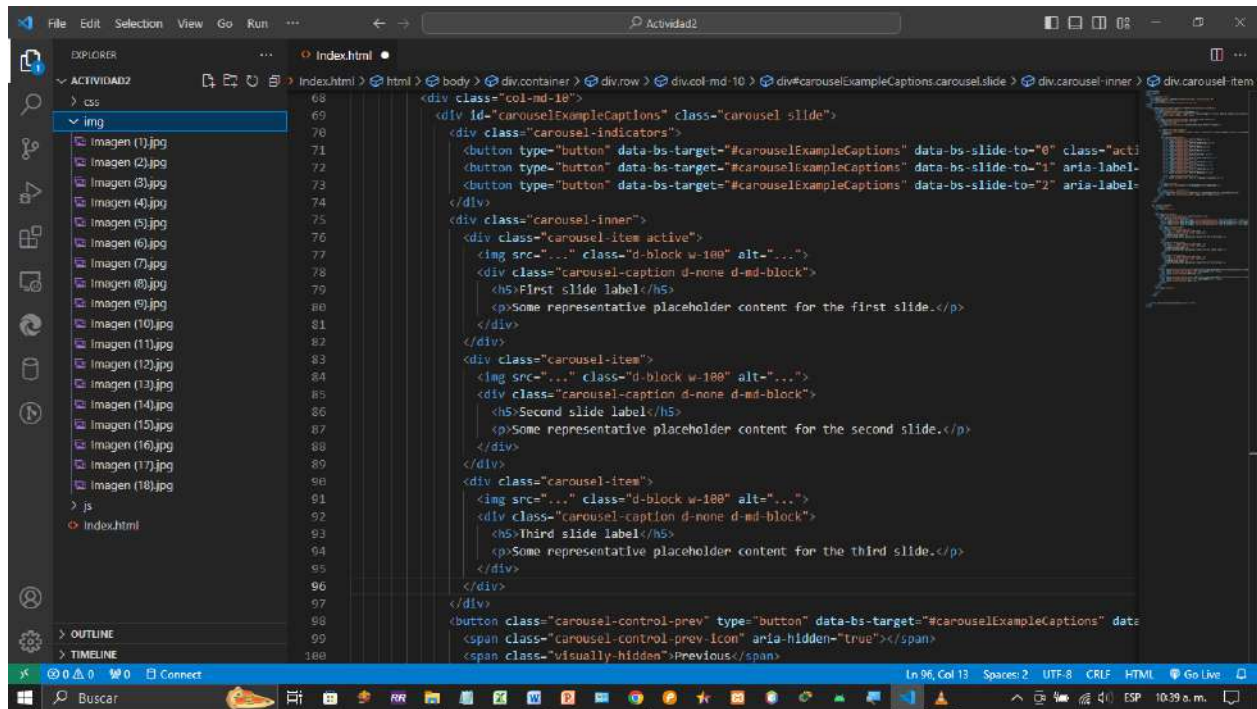 File Edit Selection View Go Run ··· Actividad2
EXPLORER ···
Index.html
ACTIVIDAD2
Index.html > html > body > div.container > div.row > div.col-md-10 > div#carouselExampleCaptions.carousel.slide > div.carousel-inner > div.carousel-item
css
img
Imagen (1).jpg
Imagen (2).jpg
Imagen (3).jpg
Imagen (4).jpg
Imagen (5).jpg
Imagen (6).jpg
Imagen (7).jpg
Imagen (8).jpg
Imagen (9).jpg
Imagen (10).jpg
Imagen (11).jpg
Imagen (12).jpg
Imagen (13).jpg
Imagen (14).jpg
Imagen (15).jpg
Imagen (16).jpg
Imagen (17).jpg
Imagen (18).jpg
js
Index.html
OUTLINE
TIMELINE
68 <div class="col-md-10">
69 <div id="carouselExampleCaptions" class="carousel slide">
70 <div class="carousel-indicators">
71 <button type="button" data-bs-target="#carouselExampleCaptions" data-bs-slide-to="0" class="acti
72 <button type="button" data-bs-target="#carouselExampleCaptions" data-bs-slide-to="1" aria-label=
73 <button type="button" data-bs-target="#carouselExampleCaptions" data-bs-slide-to="2" aria-label=
74 </div>
75 <div class="carousel-inner">
76 <div class="carousel-item active">
77 <img src="..." class="d-block w-100" alt="...">
78 <div class="carousel-caption d-none d-md-block">
79 <h5>First slide label</h5>
80 <p>Some representative placeholder content for the first slide.</p>
81 </div>
82 </div>
83 <div class="carousel-item">
84 <img src="..." class="d-block w-100" alt="...">
85 <div class="carousel-caption d-none d-md-block">
86 <h5>Second slide label</h5>
87 <p>Some representative placeholder content for the second slide.</p>
88 </div>
89 </div>
90 <div class="carousel-item">
91 <img src="..." class="d-block w-100" alt="...">
92 <div class="carousel-caption d-none d-md-block">
93 <h5>Third slide label</h5>
94 <p>Some representative placeholder content for the third slide.</p>
95 </div>
96 </div>
97 </div>
98 <button class="carousel-control-prev" type="button" data-bs-target="#carouselExampleCaptions" data
99 <span class="carousel-control-prev-icon" aria-hidden="true"></span>
100 <span class="visually-hidden">Previous</span>
0 0 0 Connect Ln 96, Col 13 Spaces: 2 UTF-8 CRLF HTML Go Live
Buscar RR ESP 10:39 a. m.